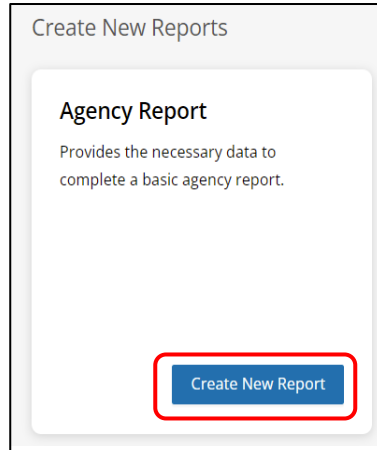 Create New Reports
Agency Report
Provides the necessary data to
complete a basic agency report.
Create New Report